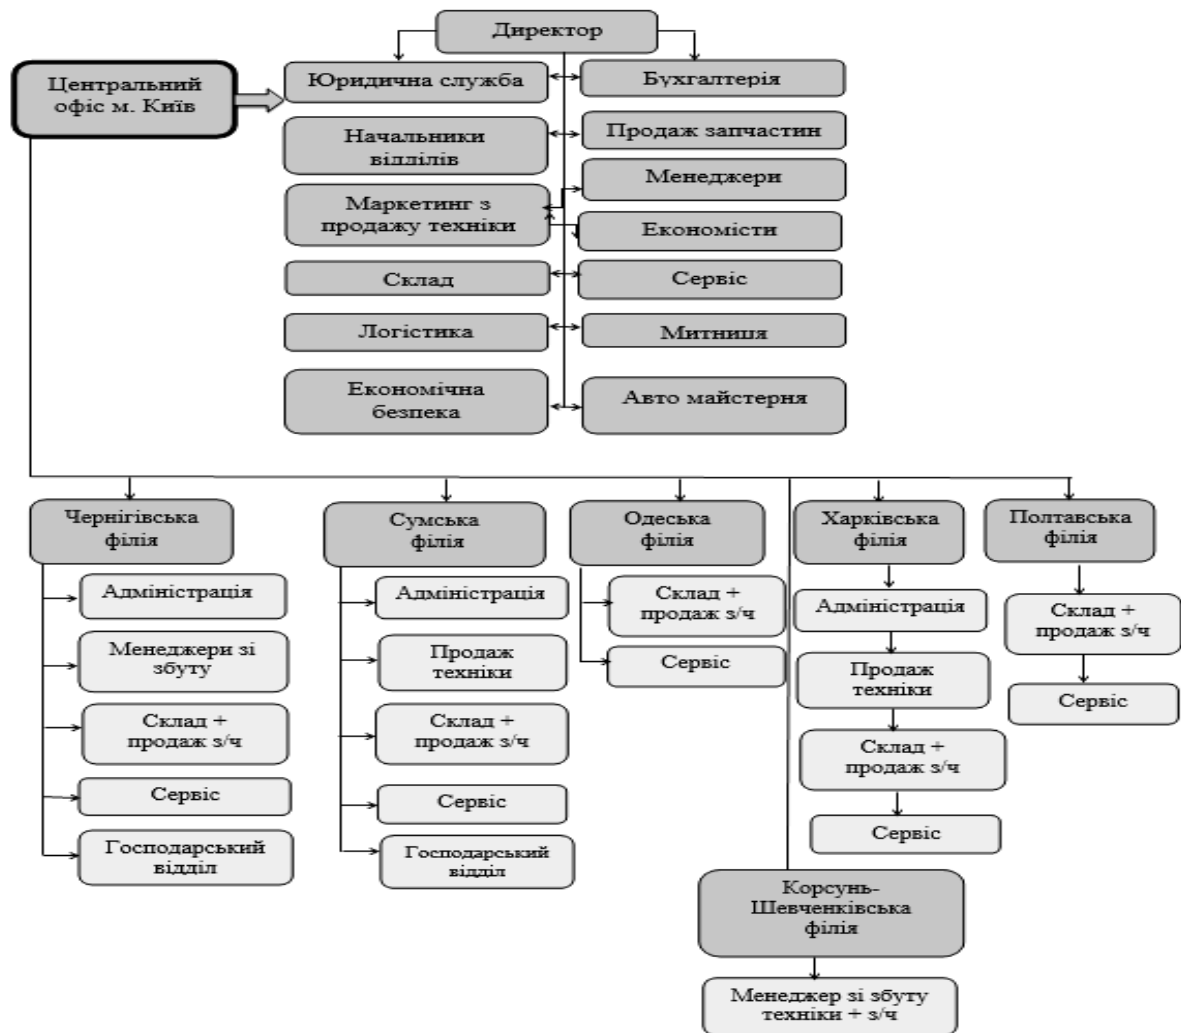 Директор
Центральний
офіс м. Київ
Юридична служба
Бухгалтерія
Начальники
відділів
Продаж запчастин
Маркетинг з
продажу техніки
Менеджери
Економісти
Склад
Сервіс
Логістика
Митниця
Економічна
безпека
Авто майстерня
Чернігівська
філія
Адміністрація
Менеджери зі
збуту
Склад +
продаж з/ч
Сервіс
Господарський
відділ
Сумська
філія
Адміністрація
Продаж
техніки
Склад +
продаж з/ч
Сервіс
Господарський
відділ
Одеська
філія
Склад +
продаж з/ч
Сервіс
Харківська
філія
Адміністрація
Продаж
техніки
Склад +
продаж з/ч
Сервіс
Полтавська
філія
Склад +
продаж з/ч
Сервіс
Корсунь-
Шевченківська
філія
Менеджер зі збуту
техніки + з/ч